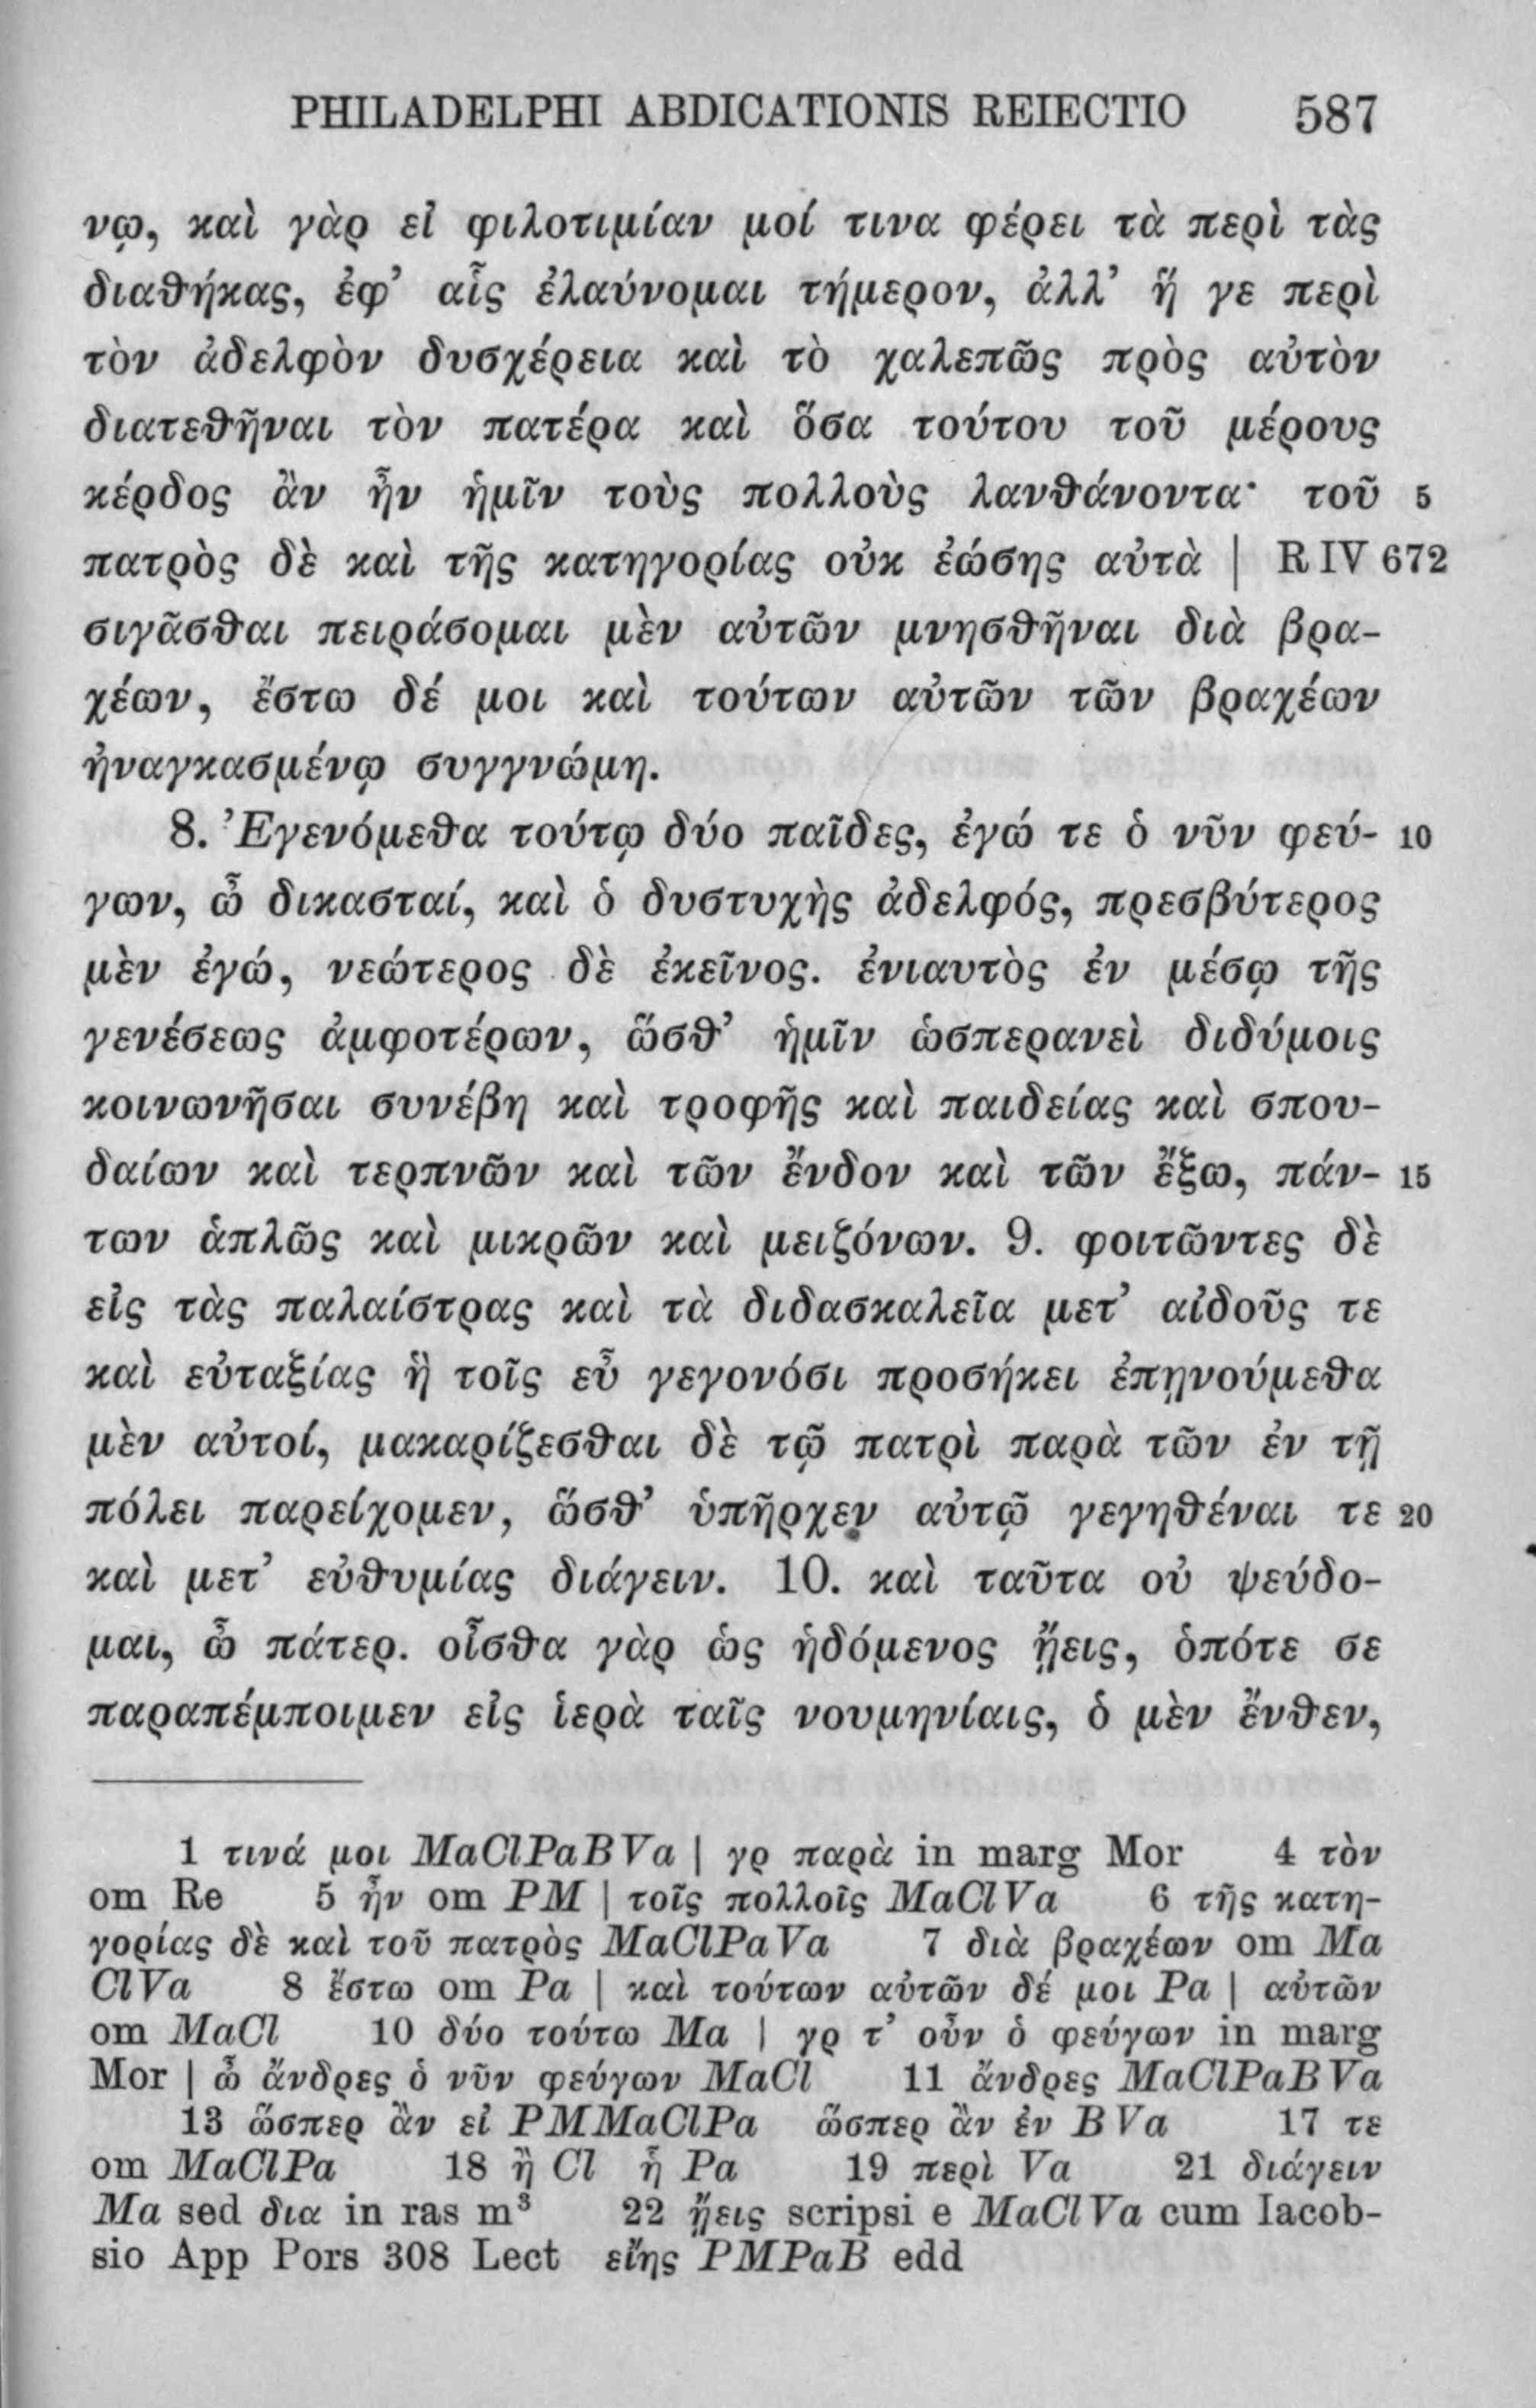 PHILADELPHI ABDICATIONIS REIECTIO 587
νῳ, καὶ γὰρ εἰ φιλοτιμίαν μοί τινα φέρει τὰ περὶ τὰς
διαθήκας, ἐφ’ αἷς ἐλαύνομαι τήμερον, ἀλλ’ ἥ γε περὶ
τὸν ἀδελφὸν δυσχέρεια καὶ τὸ χαλεπῶς πρὸς αὐτὸν
διατεθῆναι τὸν πατέρα καὶ ὅσα τούτου τοῦ μέρους
κέρδος ἂν ἦν ἡμῖν τοὺς πολλοὺς λανθάνοντα· τοῦ 5
πατρὸς δὲ καὶ τῆς κατηγορίας οὐκ ἐώσης αὐτὰ | R IV 672
σιγᾶσθαι πειράσομαι μὲν αὐτῶν μνησθῆναι διὰ βρα-
χέων, ἔστω δέ μοι καὶ τούτων αὐτῶν τῶν βραχέων
ἠναγκασμένῳ συγγνώμη.
8. Ἐγενόμεθα τούτῳ δύο παῖδες, ἐγώ τε ὁ νῦν φεύ- 10
γων, ὦ δικασταί, καὶ ὁ δυστυχὴς ἀδελφός, πρεσβύτερος
μὲν ἐγώ, νεώτερος δὲ ἐκεῖνος. ἐνιαυτὸς ἐν μέσῳ τῆς
γενέσεως ἀμφοτέρων, ὥσθ’ ἡμῖν ὡσπερανεὶ διδύμοις
κοινωνῆσαι συνέβη καὶ τροφῆς καὶ παιδείας καὶ σπου-
δαίων καὶ τερπνῶν καὶ τῶν ἔνδον καὶ τῶν ἔξω, πάν- 15
των ἁπλῶς καὶ μικρῶν καὶ μειζόνων. 9. φοιτῶντες δὲ
εἰς τὰς παλαίστρας καὶ τὰ διδασκαλεῖα μετ’ αἰδοῦς τε
καὶ εὐταξίας ἣ τοῖς εὖ γεγονόσι προσήκει ἐπῃνούμεθα
μὲν αὐτοί, μακαρίζεσθαι δὲ τῷ πατρὶ παρὰ τῶν ἐν τῇ
πόλει παρείχομεν, ὥσθ’ ὑπῆρχεν αὐτῷ γεγηθέναι τε 20
καὶ μετ’ εὐθυμίας διάγειν. 10. καὶ ταῦτα οὐ ψεύδο-
μαι, ὦ πάτερ. οἶσθα γὰρ ὡς ἡδόμενος ᾔεις, ὁπότε σε
παραπέμποιμεν εἰς ἱερὰ ταῖς νουμηνίαις, ὁ μὲν ἔνθεν,
1 τινά μοι MaClPaBVa | γρ παρὰ in marg Mor 4 τὸν
om Re 5 ἦν om PM | τοῖς πολλοῖς MaClVa 6 τῆς κατη-
γορίας δὲ καὶ τοῦ πατρὸς MaClPaVa 7 διὰ βραχέων om Ma
ClVa 8 ἔστω om Pa | καὶ τούτων αὐτῶν δέ μοι Pa | αὐτῶν
om MaCl 10 δύο τούτω Ma | γρ τ’ οὖν ὁ φεύγων in marg
Mor | ὦ ἄνδρες ὁ νῦν φεύγων MaCl 11 ἄνδρες MaClPaBVa
13 ὥσπερ ἂν εἰ PMMaClPa ὥσπερ ἂν ἐν BVa 17 τε
om MaClPa 18 ἢ Cl ᾗ Pa 19 περὶ Va 21 διάγειν
Ma sed δια in ras m³ 22 ᾔεις scripsi e MaClVa cum Iacob-
sio App Pors 308 Lect εἴης PMPaB edd